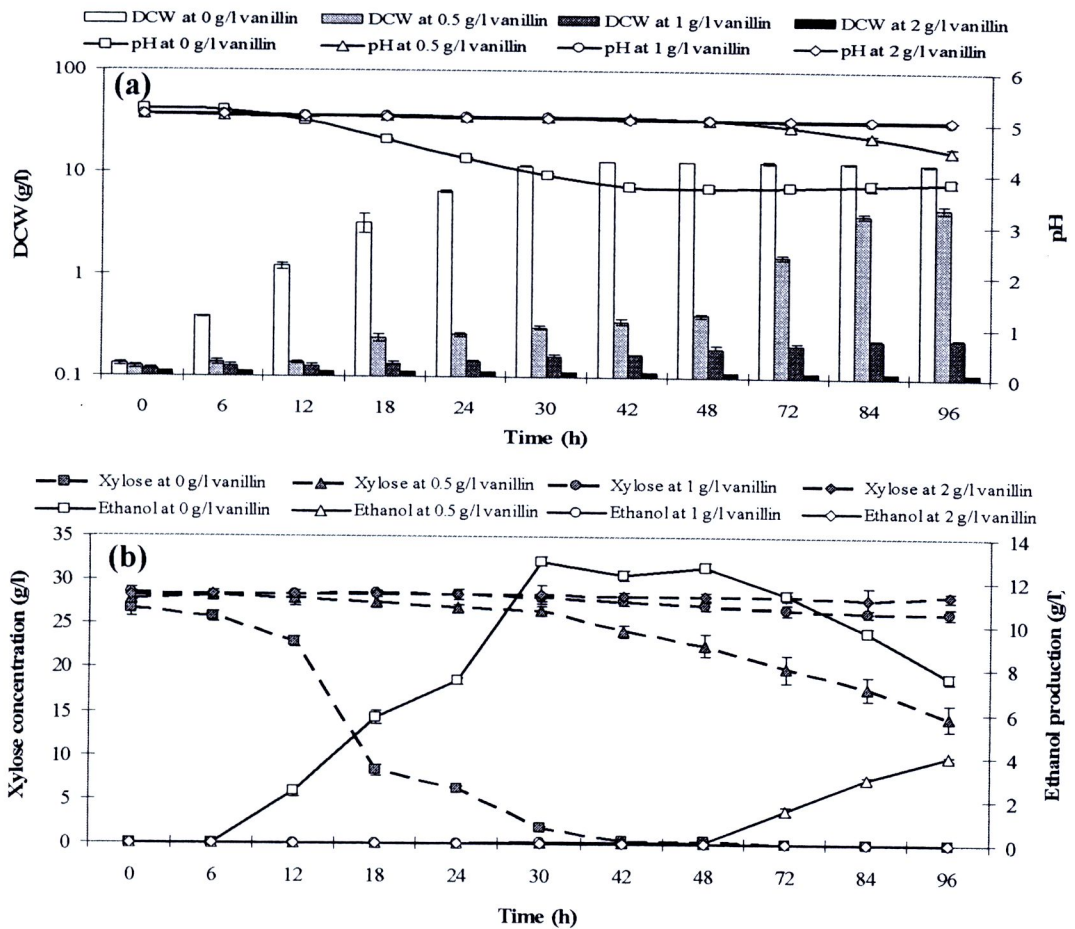 DCW at 0 g/l vanillin DCW at 0.5 g/l vanillin DCW at 1 g/l vanillin DCW at 2 g/l vanillin
pH at 0 g/l vanillin pH at 0.5 g/l vanillin pH at 1 g/l vanillin pH at 2 g/l vanillin
(a)
DCW (g/l)
100
10
1
0.1
pH
6
5
4
3
2
1
0
0 6 12 18 24 30 42 48 72 84 96
Time (h)
Xylose at 0 g/l vanillin Xylose at 0.5 g/l vanillin Xylose at 1 g/l vanillin Xylose at 2 g/l vanillin
Ethanol at 0 g/l vanillin Ethanol at 0.5 g/l vanillin Ethanol at 1 g/l vanillin Ethanol at 2 g/l vanillin
(b)
Xylose concentration (g/l)
35
30
25
20
15
10
5
0
Ethanol production (g/l)
14
12
10
8
6
4
2
0
0 6 12 18 24 30 42 48 72 84 96
Time (h)